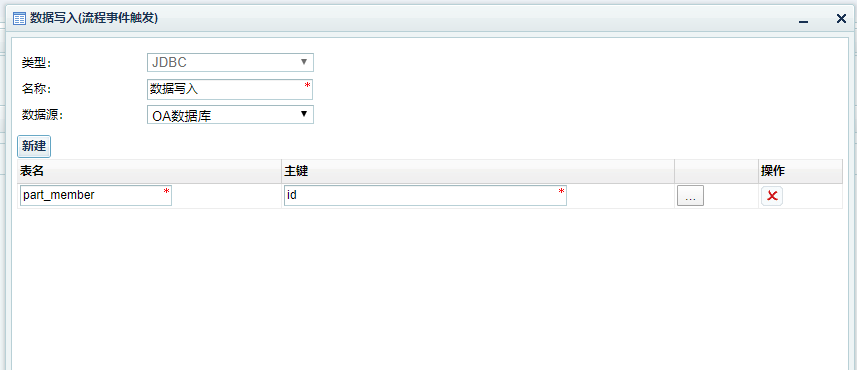 数据写入(流程事件触发)
类型: JDBC
名称: 数据写入 *
数据源: OA数据库
新建
表名 主键 操作
part_member * id * ...